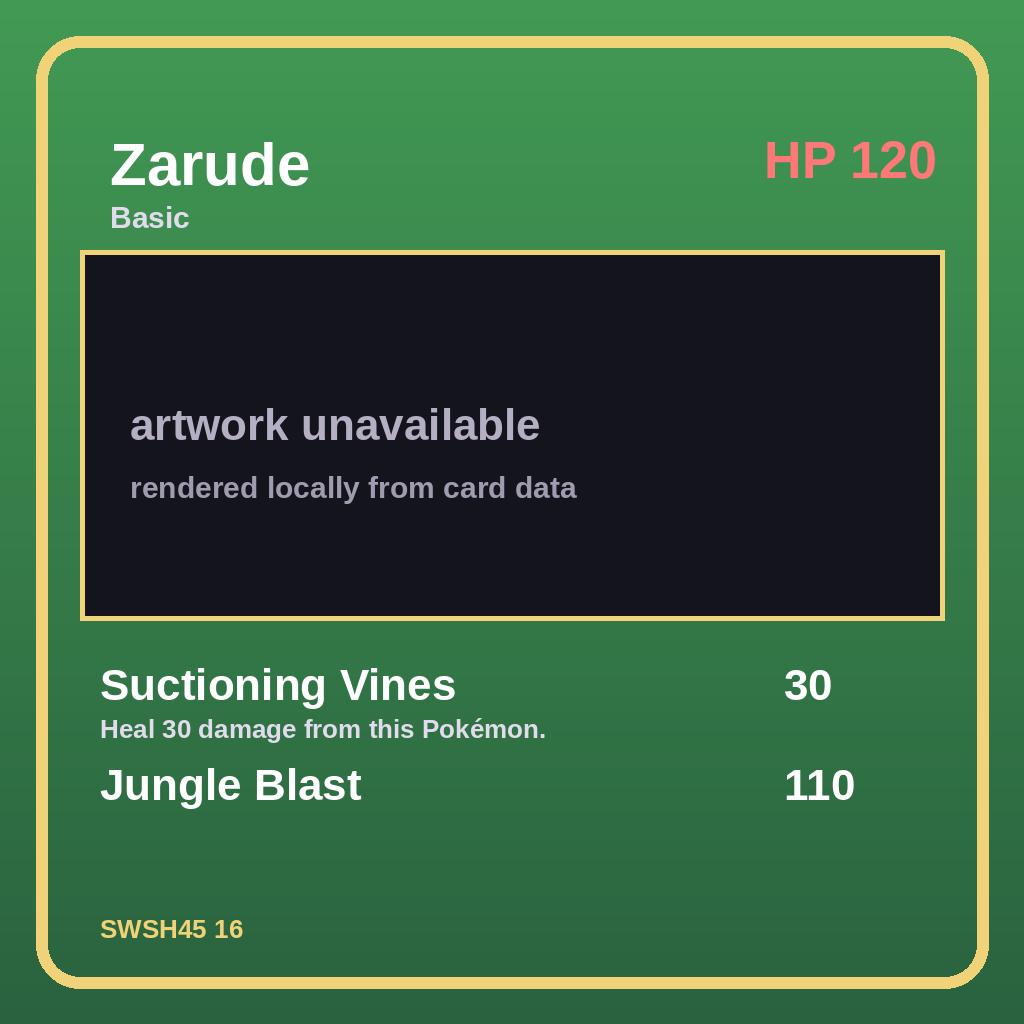 Zarude
HP 120
Basic
artwork unavailable
rendered locally from card data
Suctioning Vines 30
Heal 30 damage from this Pokémon.
Jungle Blast 110
SWSH45 16